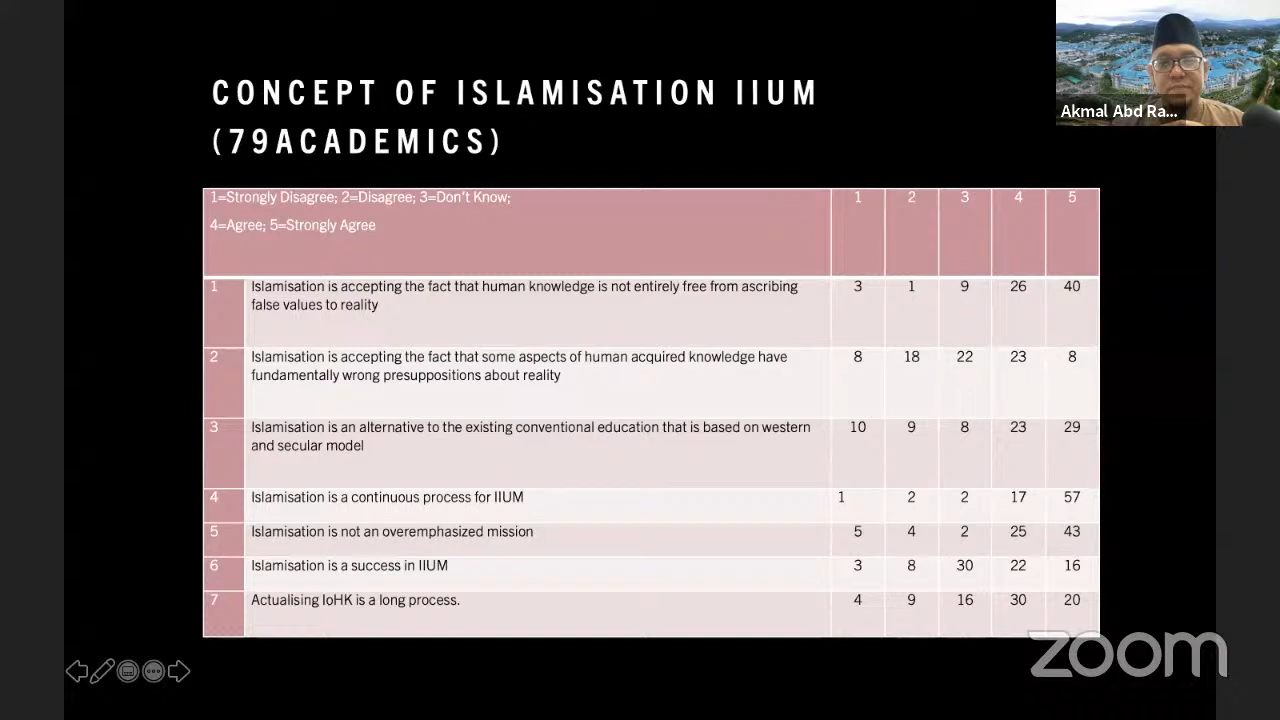 CONCEPT OF ISLAMISATION IIUM
(79ACADEMICS)
Akmal Abd Ra...
1=Strongly Disagree; 2=Disagree; 3=Don't Know; 1 2 3 4 5
4=Agree; 5=Strongly Agree
1 Islamisation is accepting the fact that human knowledge is not entirely free from ascribing 3 1 9 26 40
false values to reality
2 Islamisation is accepting the fact that some aspects of human acquired knowledge have 8 18 22 23 8
fundamentally wrong presuppositions about reality
3 Islamisation is an alternative to the existing conventional education that is based on western 10 9 8 23 29
and secular model
4 Islamisation is a continuous process for IIUM 1 2 2 17 57
5 Islamisation is not an overemphasized mission 5 4 2 25 43
6 Islamisation is a success in IIUM 3 8 30 22 16
7 Actualising IoHK is a long process. 4 9 16 30 20
zoom